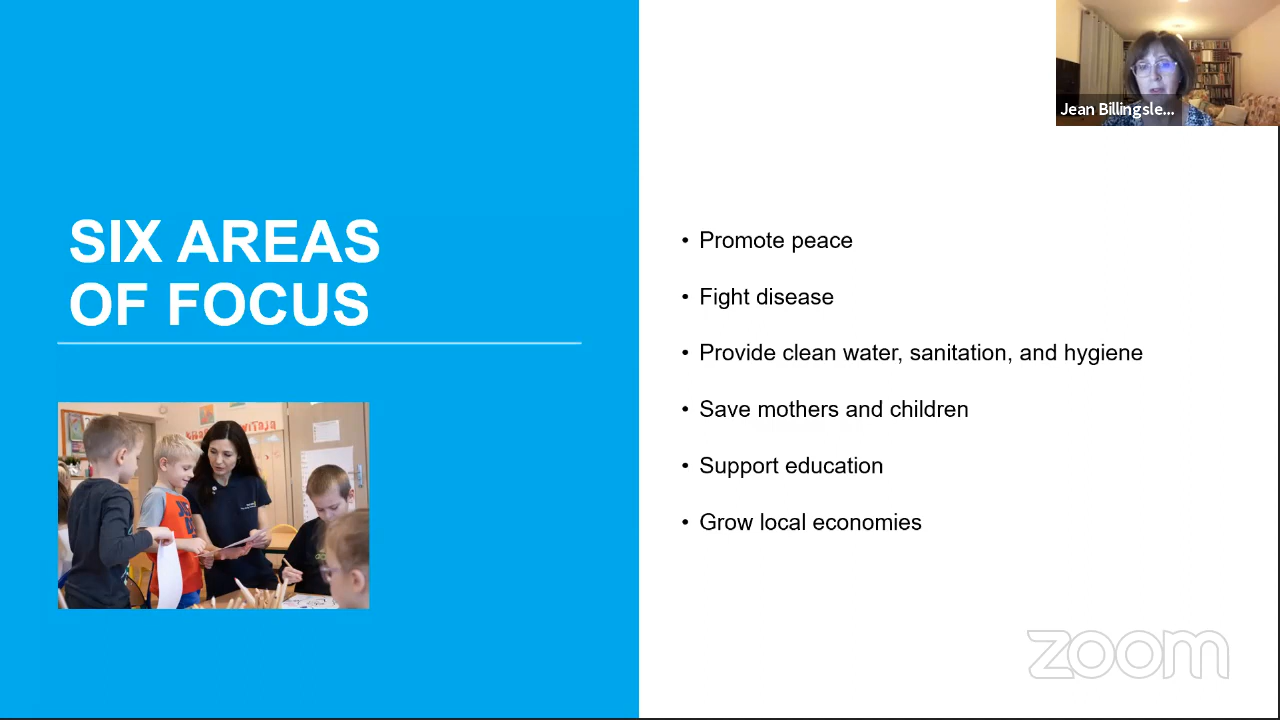 Jean Billingsle...
SIX AREAS
OF FOCUS
• Promote peace
• Fight disease
• Provide clean water, sanitation, and hygiene
• Save mothers and children
• Support education
• Grow local economies
zoom